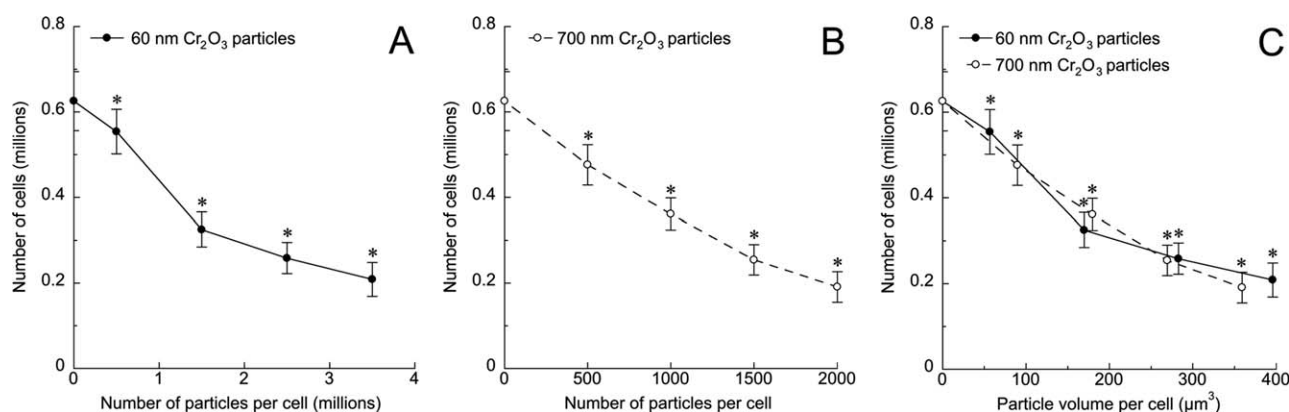 60 nm Cr₂O₃ particles
A
0.8
0.6
0.4
0.2
0
Number of cells (millions)
* * * *
0 1 2 3 4
Number of particles per cell (millions)
700 nm Cr₂O₃ particles
B
0.8
0.6
0.4
0.2
0
Number of cells (millions)
* * * *
0 500 1000 1500 2000
Number of particles per cell
60 nm Cr₂O₃ particles
700 nm Cr₂O₃ particles
C
0.8
0.6
0.4
0.2
0
Number of cells (millions)
* * * * * * * *
0 100 200 300 400
Particle volume per cell (µm³)